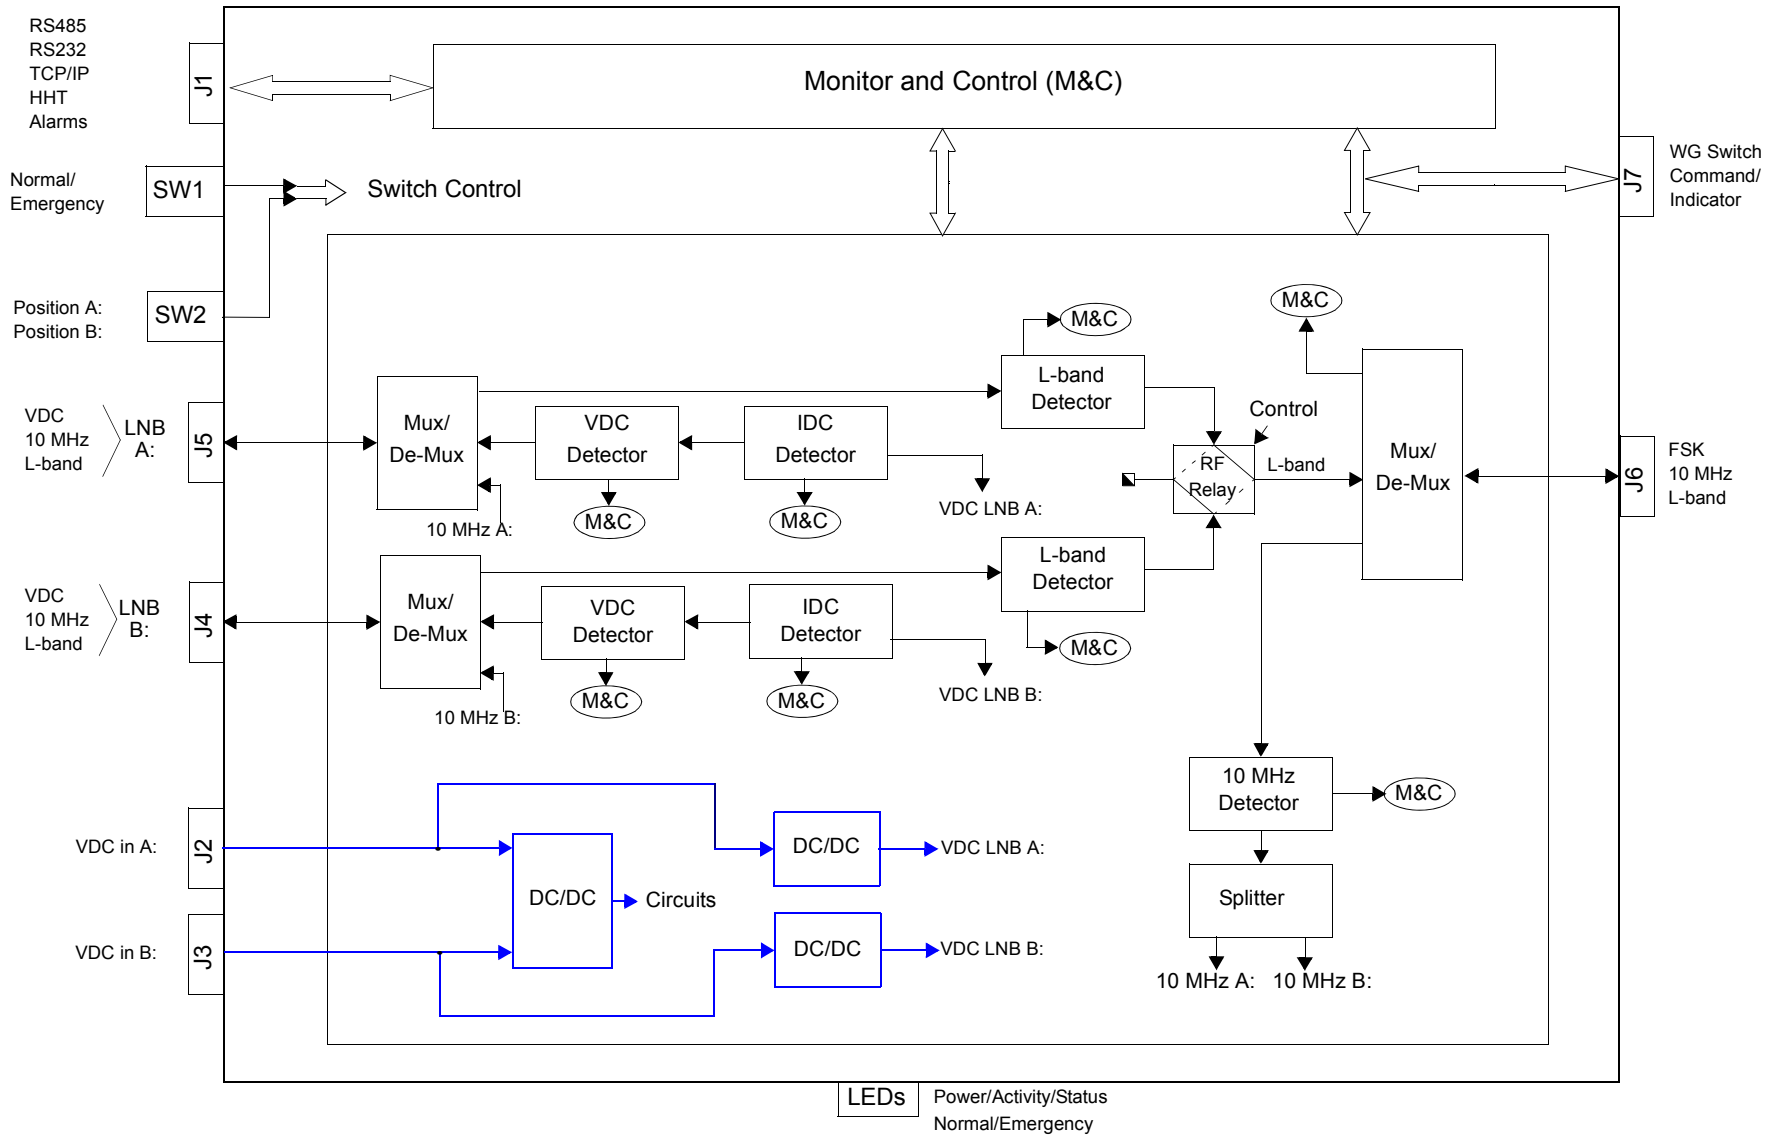 RS485
RS232
TCP/IP
HHT
Alarms
J1
Monitor and Control (M&C)
Normal/
Emergency
SW1
Switch Control
J7
WG Switch
Command/
Indicator
Position A:
Position B:
SW2
M&C
M&C
VDC
10 MHz
L-band
LNB
A:
J5
Mux/
De-Mux
VDC
Detector
IDC
Detector
L-band
Detector
Control
RF
Relay
L-band
Mux/
De-Mux
J6
FSK
10 MHz
L-band
10 MHz A:
M&C
M&C
VDC LNB A:
VDC
10 MHz
L-band
LNB
B:
J4
Mux/
De-Mux
VDC
Detector
IDC
Detector
L-band
Detector
M&C
10 MHz B:
M&C
M&C
VDC LNB B:
10 MHz
Detector
M&C
VDC in A:
J2
DC/DC
VDC LNB A:
DC/DC
Circuits
Splitter
VDC in B:
J3
DC/DC
VDC LNB B:
10 MHz A:
10 MHz B:
LEDs
Power/Activity/Status
Normal/Emergency